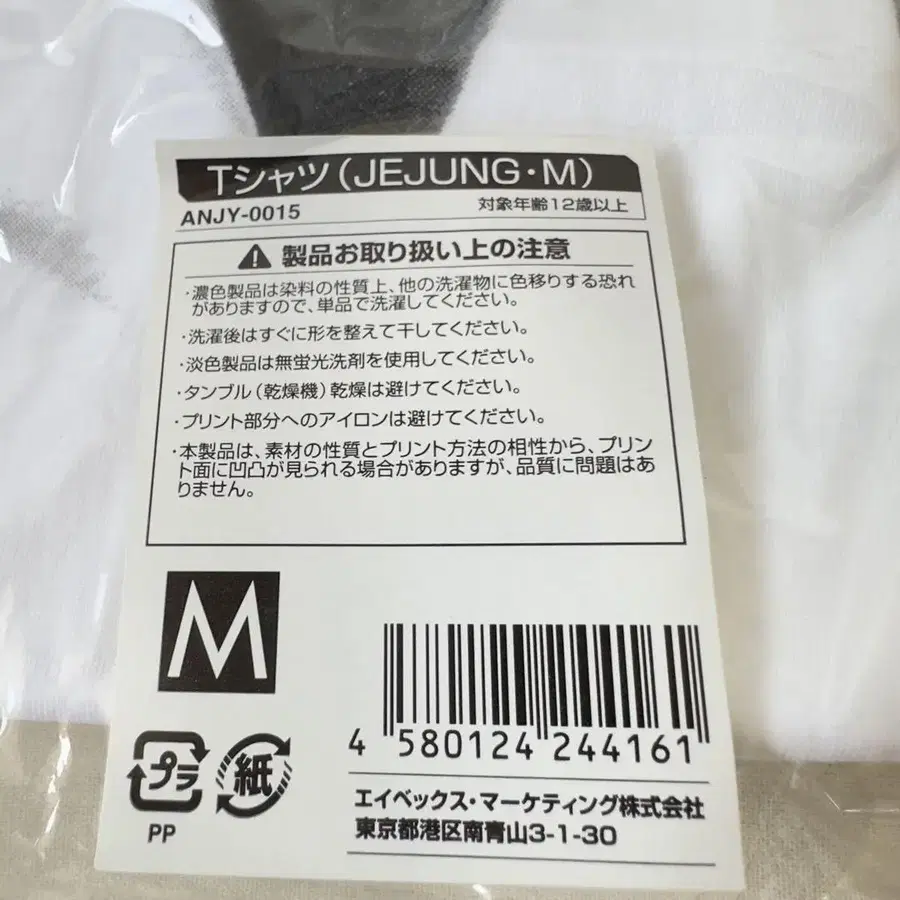 Tシャツ(JEJUNG・M)
ANJY-0015
対象年齢12歳以上
製品お取り扱い上の注意
・濃色製品は染料の性質上、他の洗濯物に色移りする恐れ
がありますので、単品で洗濯してください。
・洗濯後はすぐに形を整えて干してください。
・淡色製品は無蛍光洗剤を使用してください。
・タンブル(乾燥機)乾燥は避けてください。
・プリント部分へのアイロンは避けてください。
・本製品は、素材の性質とプリント方法の相性から、プリン
ト面に凹凸が見られる場合がありますが、品質に問題はあ
りません。
M
プラ
PP
紙
4 580124 244161
エイベックス・マーケティング株式会社
東京都港区南青山3-1-30